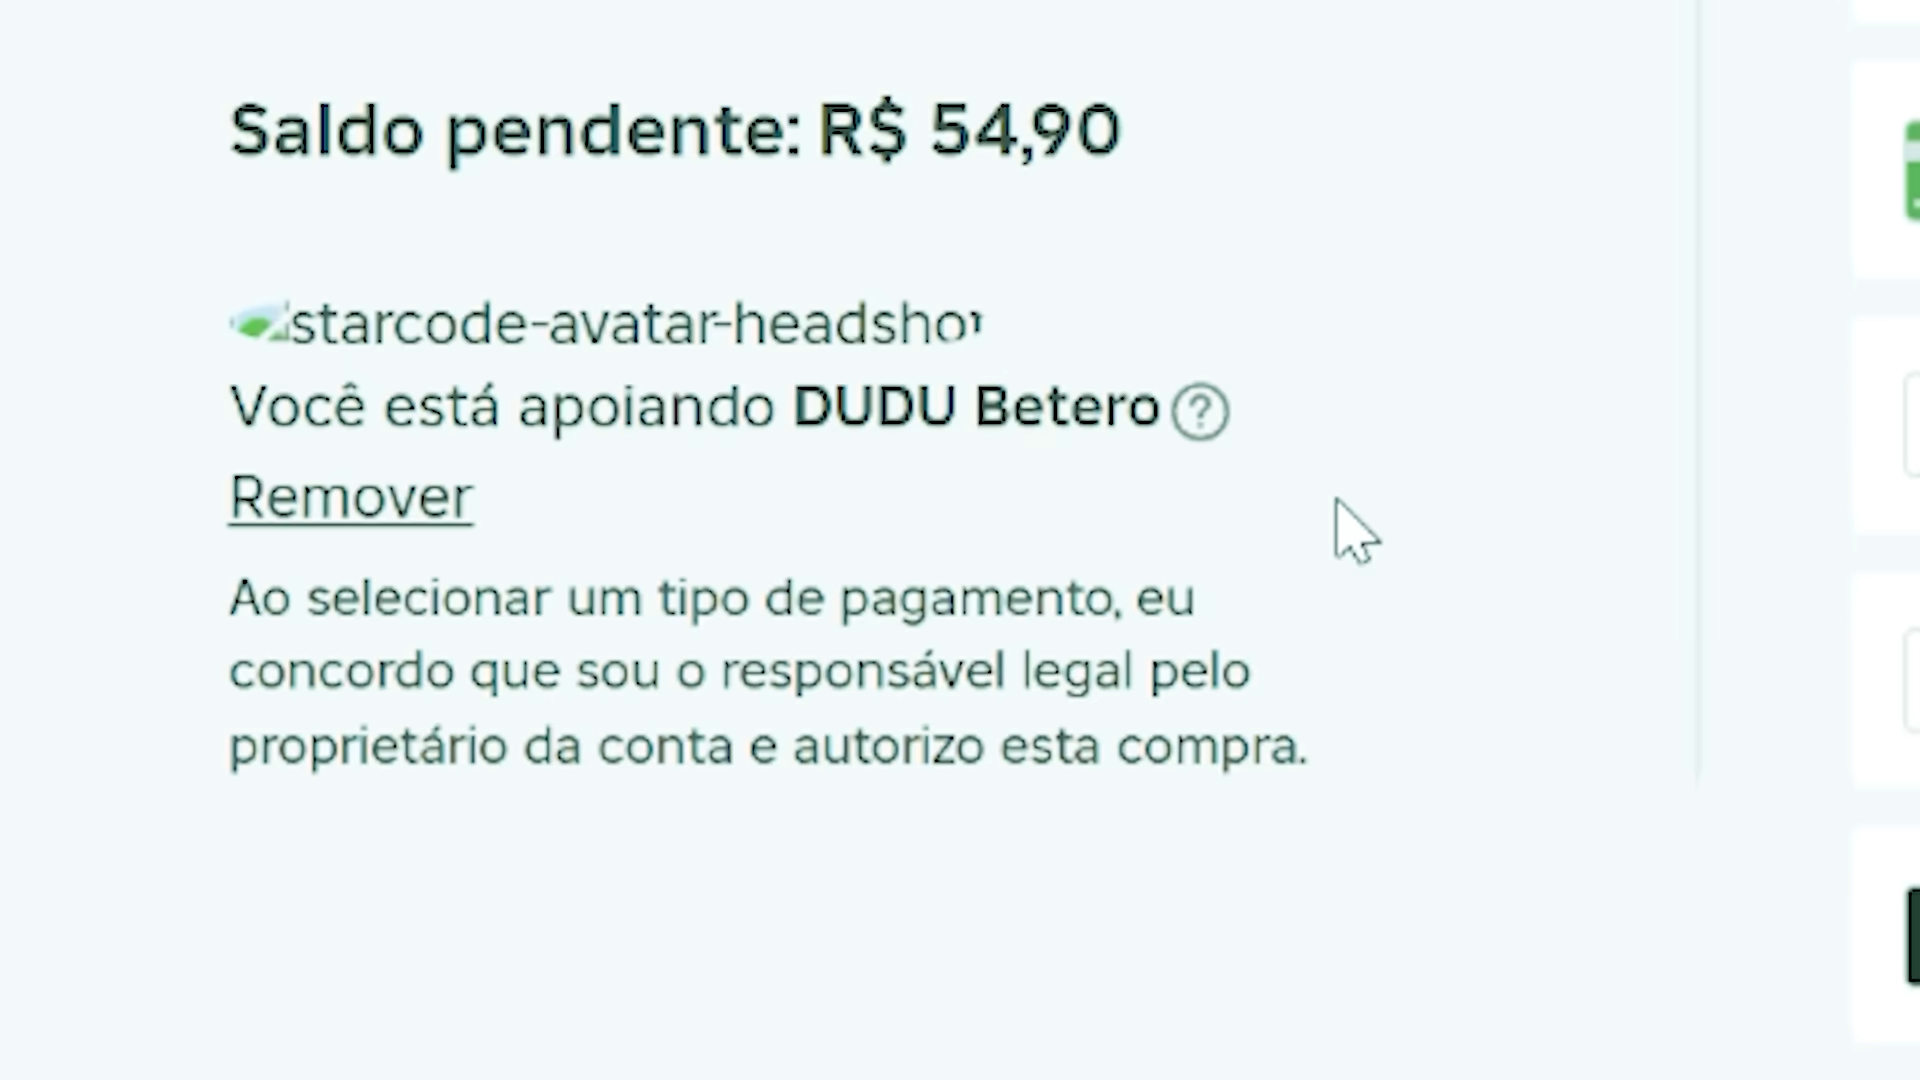 Saldo pendente: R$ 54,90
starcode-avatar-headshot
Você está apoiando DUDU Betero ?
Remover
Ao selecionar um tipo de pagamento, eu
concordo que sou o responsável legal pelo
proprietário da conta e autorizo esta compra.